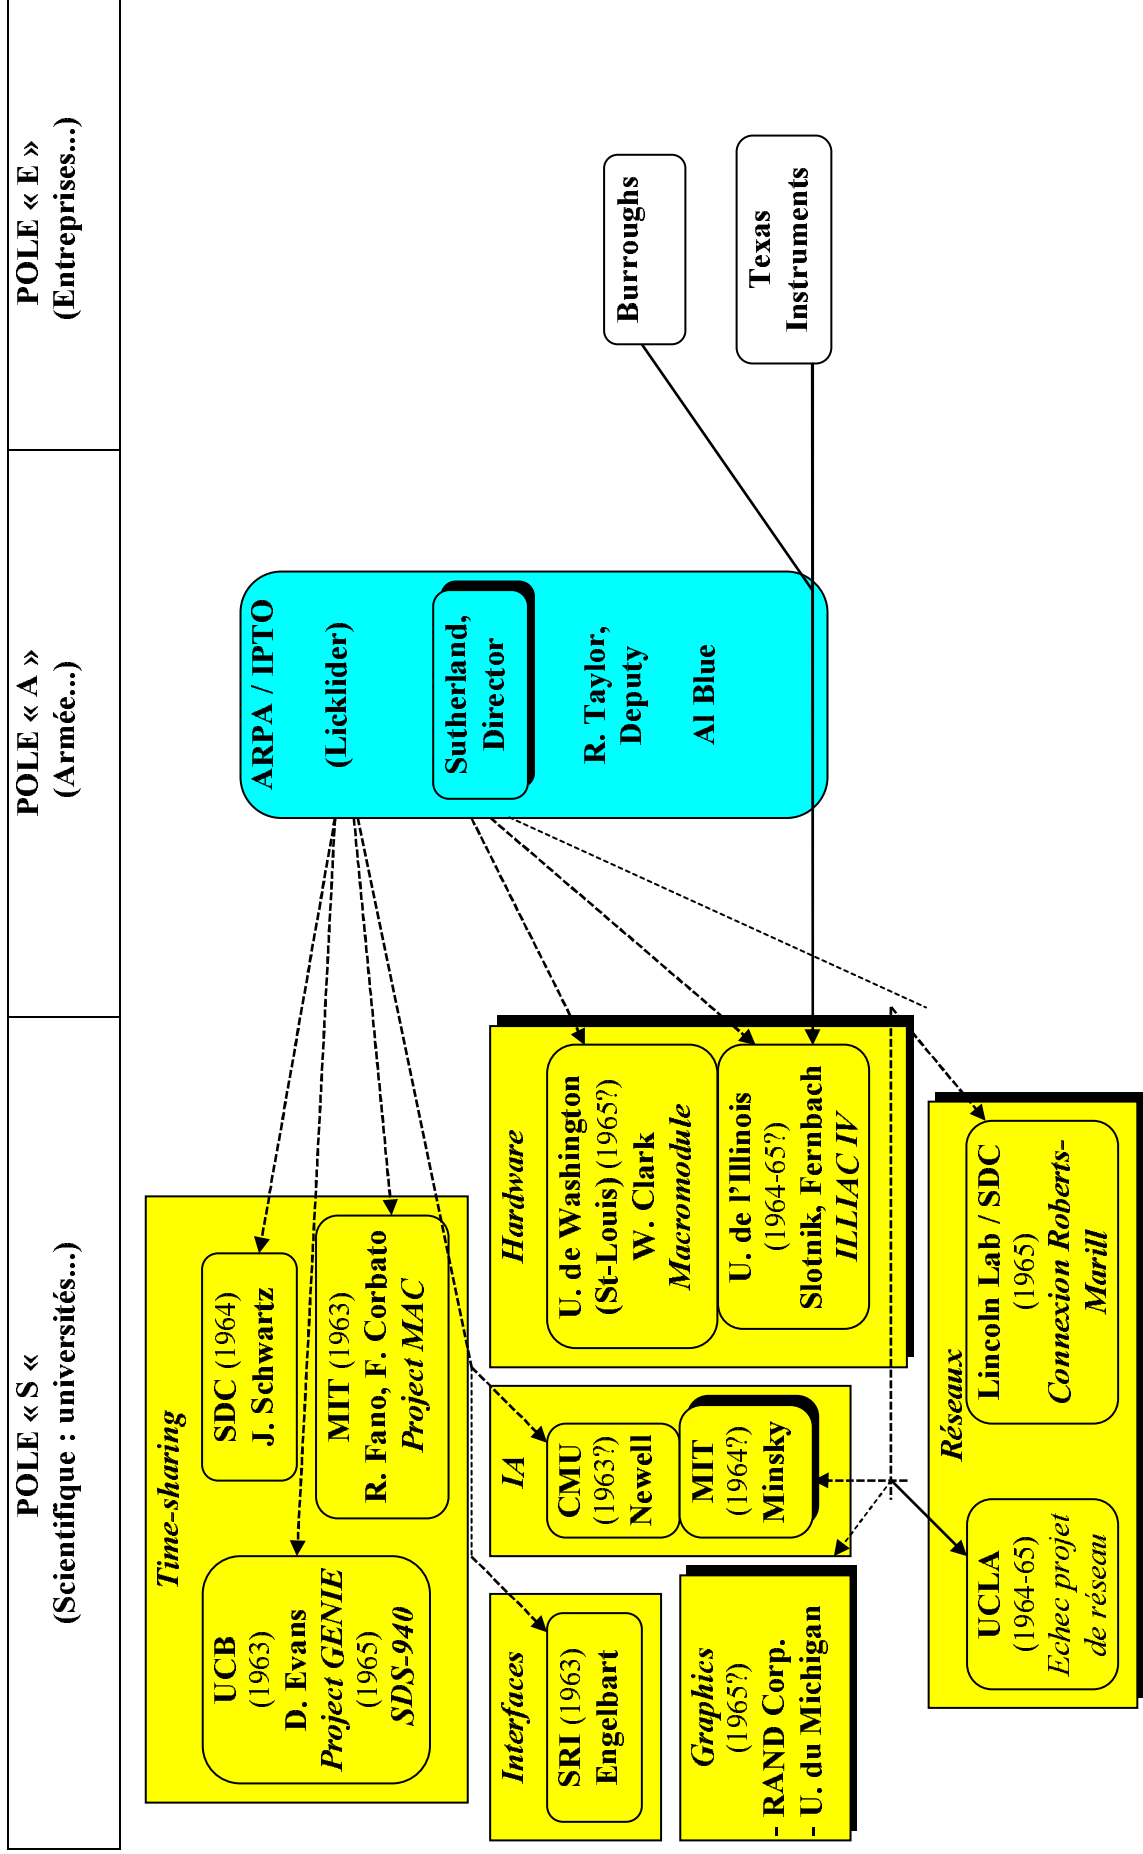 POLE « S «
(Scientifique : universités...)
POLE « A »
(Armée...)
POLE « E »
(Entreprises...)
Time-sharing
UCB
(1963)
D. Evans
Project GENIE
(1965)
SDS-940
SDC (1964)
J. Schwartz
MIT (1963)
R. Fano, F. Corbato
Project MAC
Interfaces
SRI (1963)
Engelbart
IA
CMU
(1963?)
Newell
MIT
(1964?)
Minsky
Hardware
U. de Washington
(St-Louis) (1965?)
W. Clark
Macromodule
U. de l'Illinois
(1964-65?)
Slotnik, Fernbach
ILLIAC IV
Graphics
(1965?)
- RAND Corp.
- U. du Michigan
Réseaux
UCLA
(1964-65)
Echec projet
de réseau
Lincoln Lab / SDC
(1965)
Connexion Roberts-
Marill
ARPA / IPTO
(Licklider)
Sutherland,
Director
R. Taylor,
Deputy
Al Blue
Burroughs
Texas
Instruments